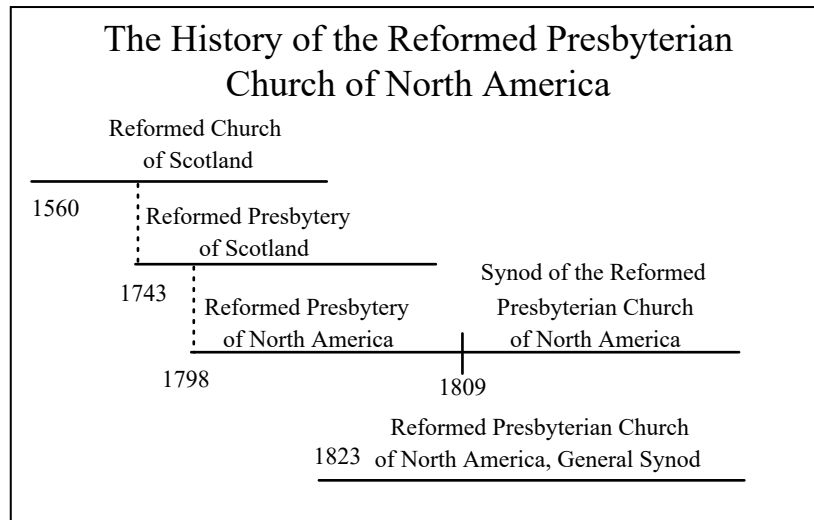 The History of the Reformed Presbyterian
Church of North America
Reformed Church
of Scotland
1560
Reformed Presbytery
of Scotland
1743
Reformed Presbytery
of North America
1798
Synod of the Reformed
Presbyterian Church
of North America
1809
Reformed Presbyterian Church
1823
of North America, General Synod